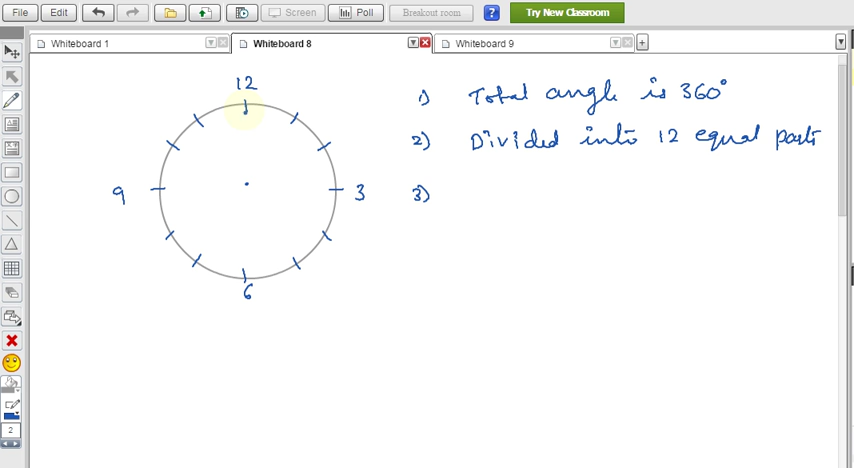 File Edit Screen Poll Breakout room ? Try New Classroom
Whiteboard 1 Whiteboard 8 Whiteboard 9
12
1) Total angle is 360°
2) Divided into 12 equal parts
9 3 3)
6
2